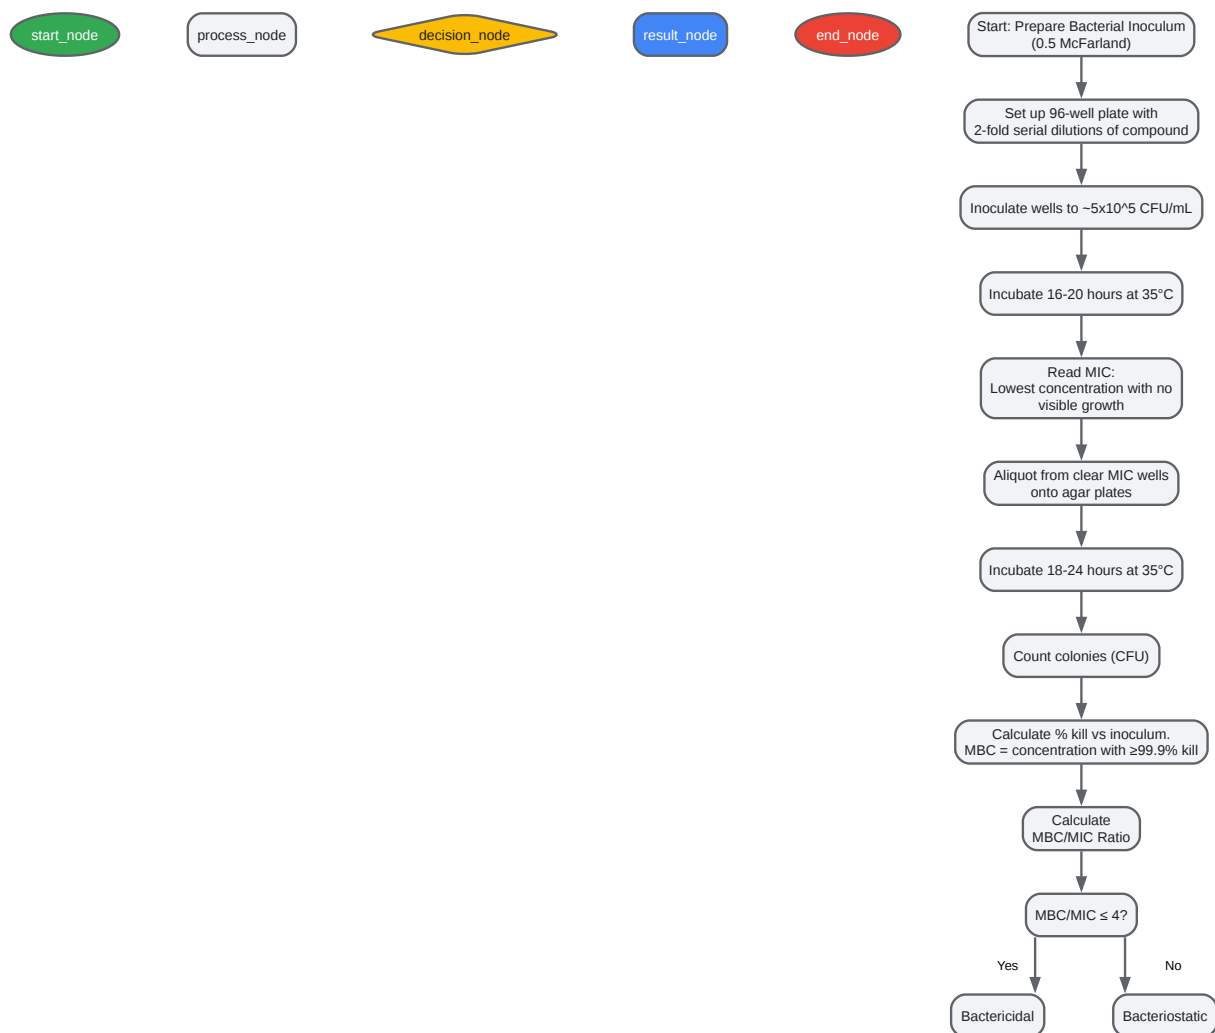 start_node
process_node
decision_node
result_node
end_node
Start: Prepare Bacterial Inoculum
(0.5 McFarland)
Set up 96-well plate with
2-fold serial dilutions of compound
Inoculate wells to ~5x10^5 CFU/mL
Incubate 16-20 hours at 35°C
Read MIC:
Lowest concentration with no
visible growth
Aliquot from clear MIC wells
onto agar plates
Incubate 18-24 hours at 35°C
Count colonies (CFU)
Calculate % kill vs inoculum.
MBC = concentration with ≥99.9% kill
Calculate
MBC/MIC Ratio
MBC/MIC ≤ 4?
Yes
No
Bactericidal
Bacteriostatic